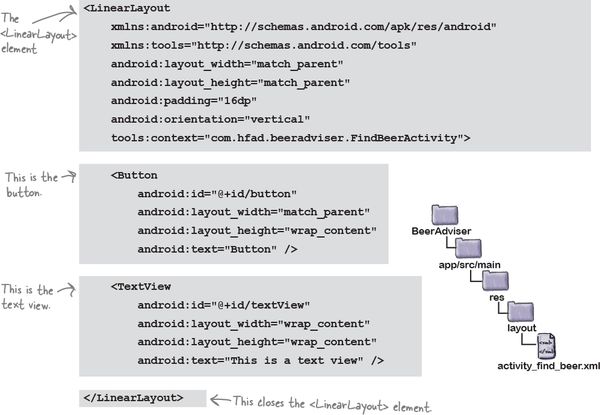 The
<LinearLayout>
element
<LinearLayout
xmlns:android="http://schemas.android.com/apk/res/android"
xmlns:tools="http://schemas.android.com/tools"
android:layout_width="match_parent"
android:layout_height="match_parent"
android:padding="16dp"
android:orientation="vertical"
tools:context="com.hfad.beeradviser.FindBeerActivity">
This is the
button.
<Button
android:id="@+id/button"
android:layout_width="match_parent"
android:layout_height="wrap_content"
android:text="Button" />
This is the
text view.
<TextView
android:id="@+id/textView"
android:layout_width="wrap_content"
android:layout_height="wrap_content"
android:text="This is a text view" />
</LinearLayout>
This closes the <LinearLayout> element.
BeerAdviser
app/src/main
res
layout
<xml>
</xml>
activity_find_beer.xml